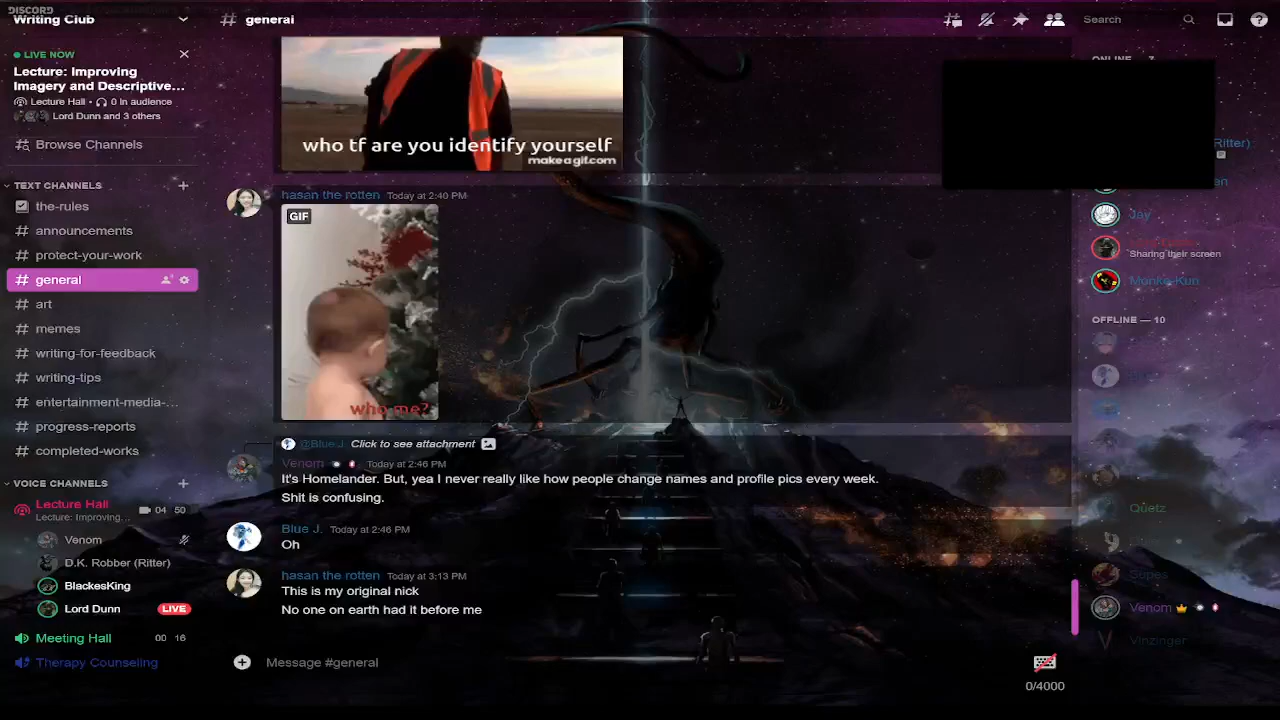 DISCORD
Writing Club
LIVE NOW
Lecture: Improving
Imagery and Descriptive...
Lecture Hall • 0 in audience
Lord Dunn and 3 others
Browse Channels
TEXT CHANNELS
the-rules
announcements
protect-your-work
general
art
memes
writing-for-feedback
writing-tips
entertainment-media-...
progress-reports
completed-works
VOICE CHANNELS
Lecture Hall
04 50
Lecture: Improving...
Venom
D.K. Robber (Ritter)
BlackesKing
Lord Dunn LIVE
Meeting Hall 00 16
Therapy Counseling
# general
Search
who tf are you identify yourself
makeagif.com
hasan the rotten Today at 2:40 PM
GIF
who me?
@Blue J. Click to see attachment
Venom Today at 2:46 PM
It's Homelander. But, yea I never really like how people change names and profile pics every week.
Shit is confusing.
Blue J. Today at 2:46 PM
Oh
hasan the rotten Today at 3:13 PM
This is my original nick
No one on earth had it before me
Message #general
0/4000
Ritter)
en
Jay
Sharing their screen
Monke-Kun
OFFLINE — 10
Quetz
Supes
Venom
Vinzinger